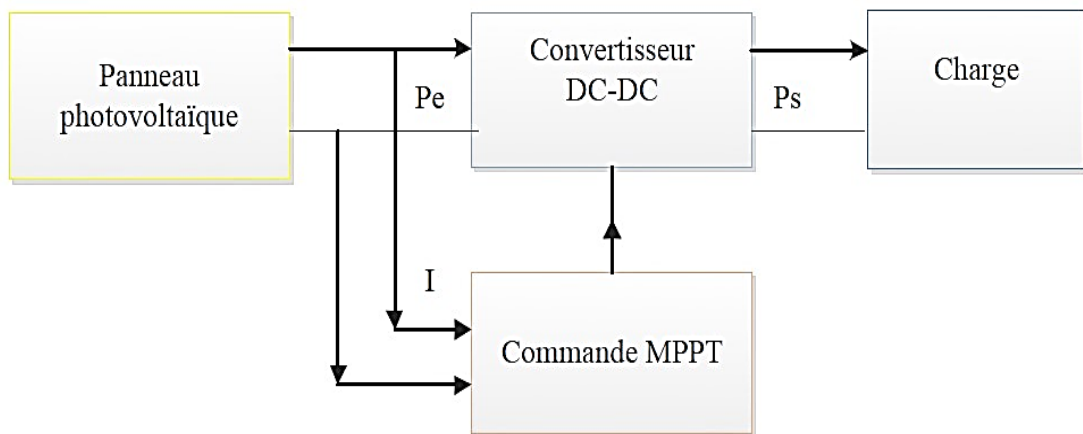 Panneau
photovoltaïque
Pe
Convertisseur
DC-DC
Ps
Charge
I
Commande MPPT